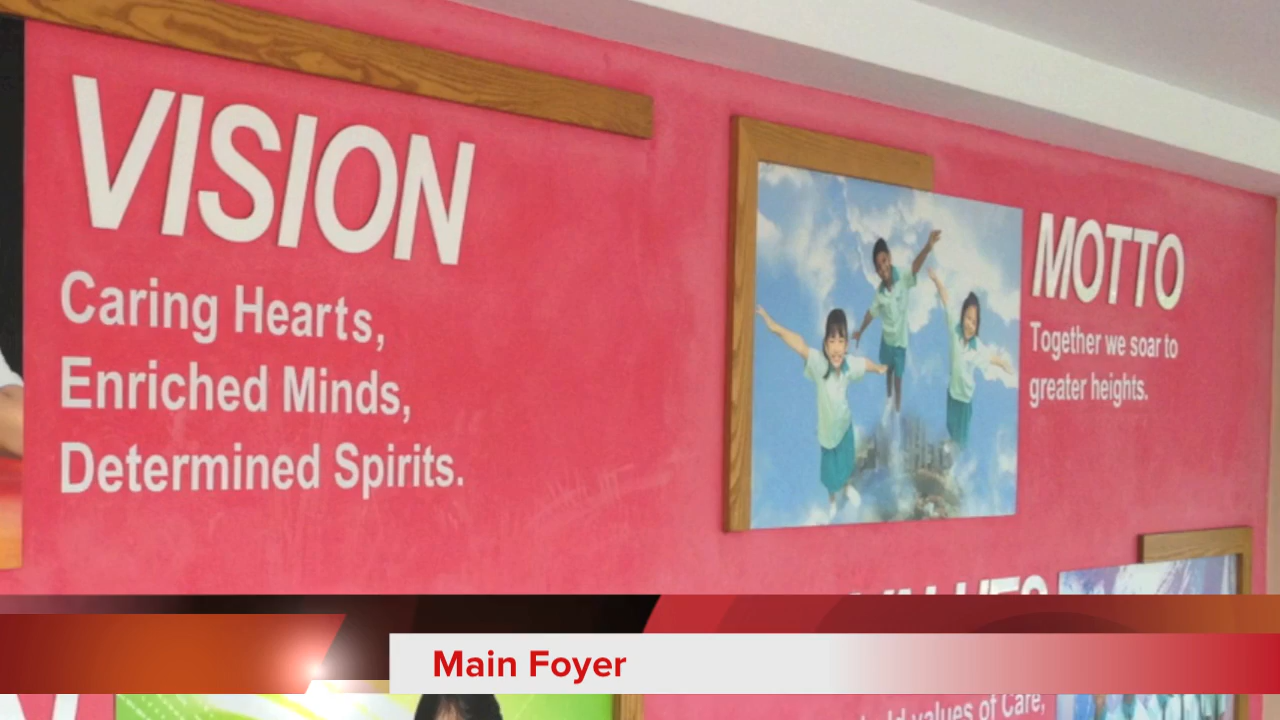 VISION
Caring Hearts,
Enriched Minds,
Determined Spirits.
MOTTO
Together we soar to
greater heights.
VALUES
Main Foyer
values of Care,